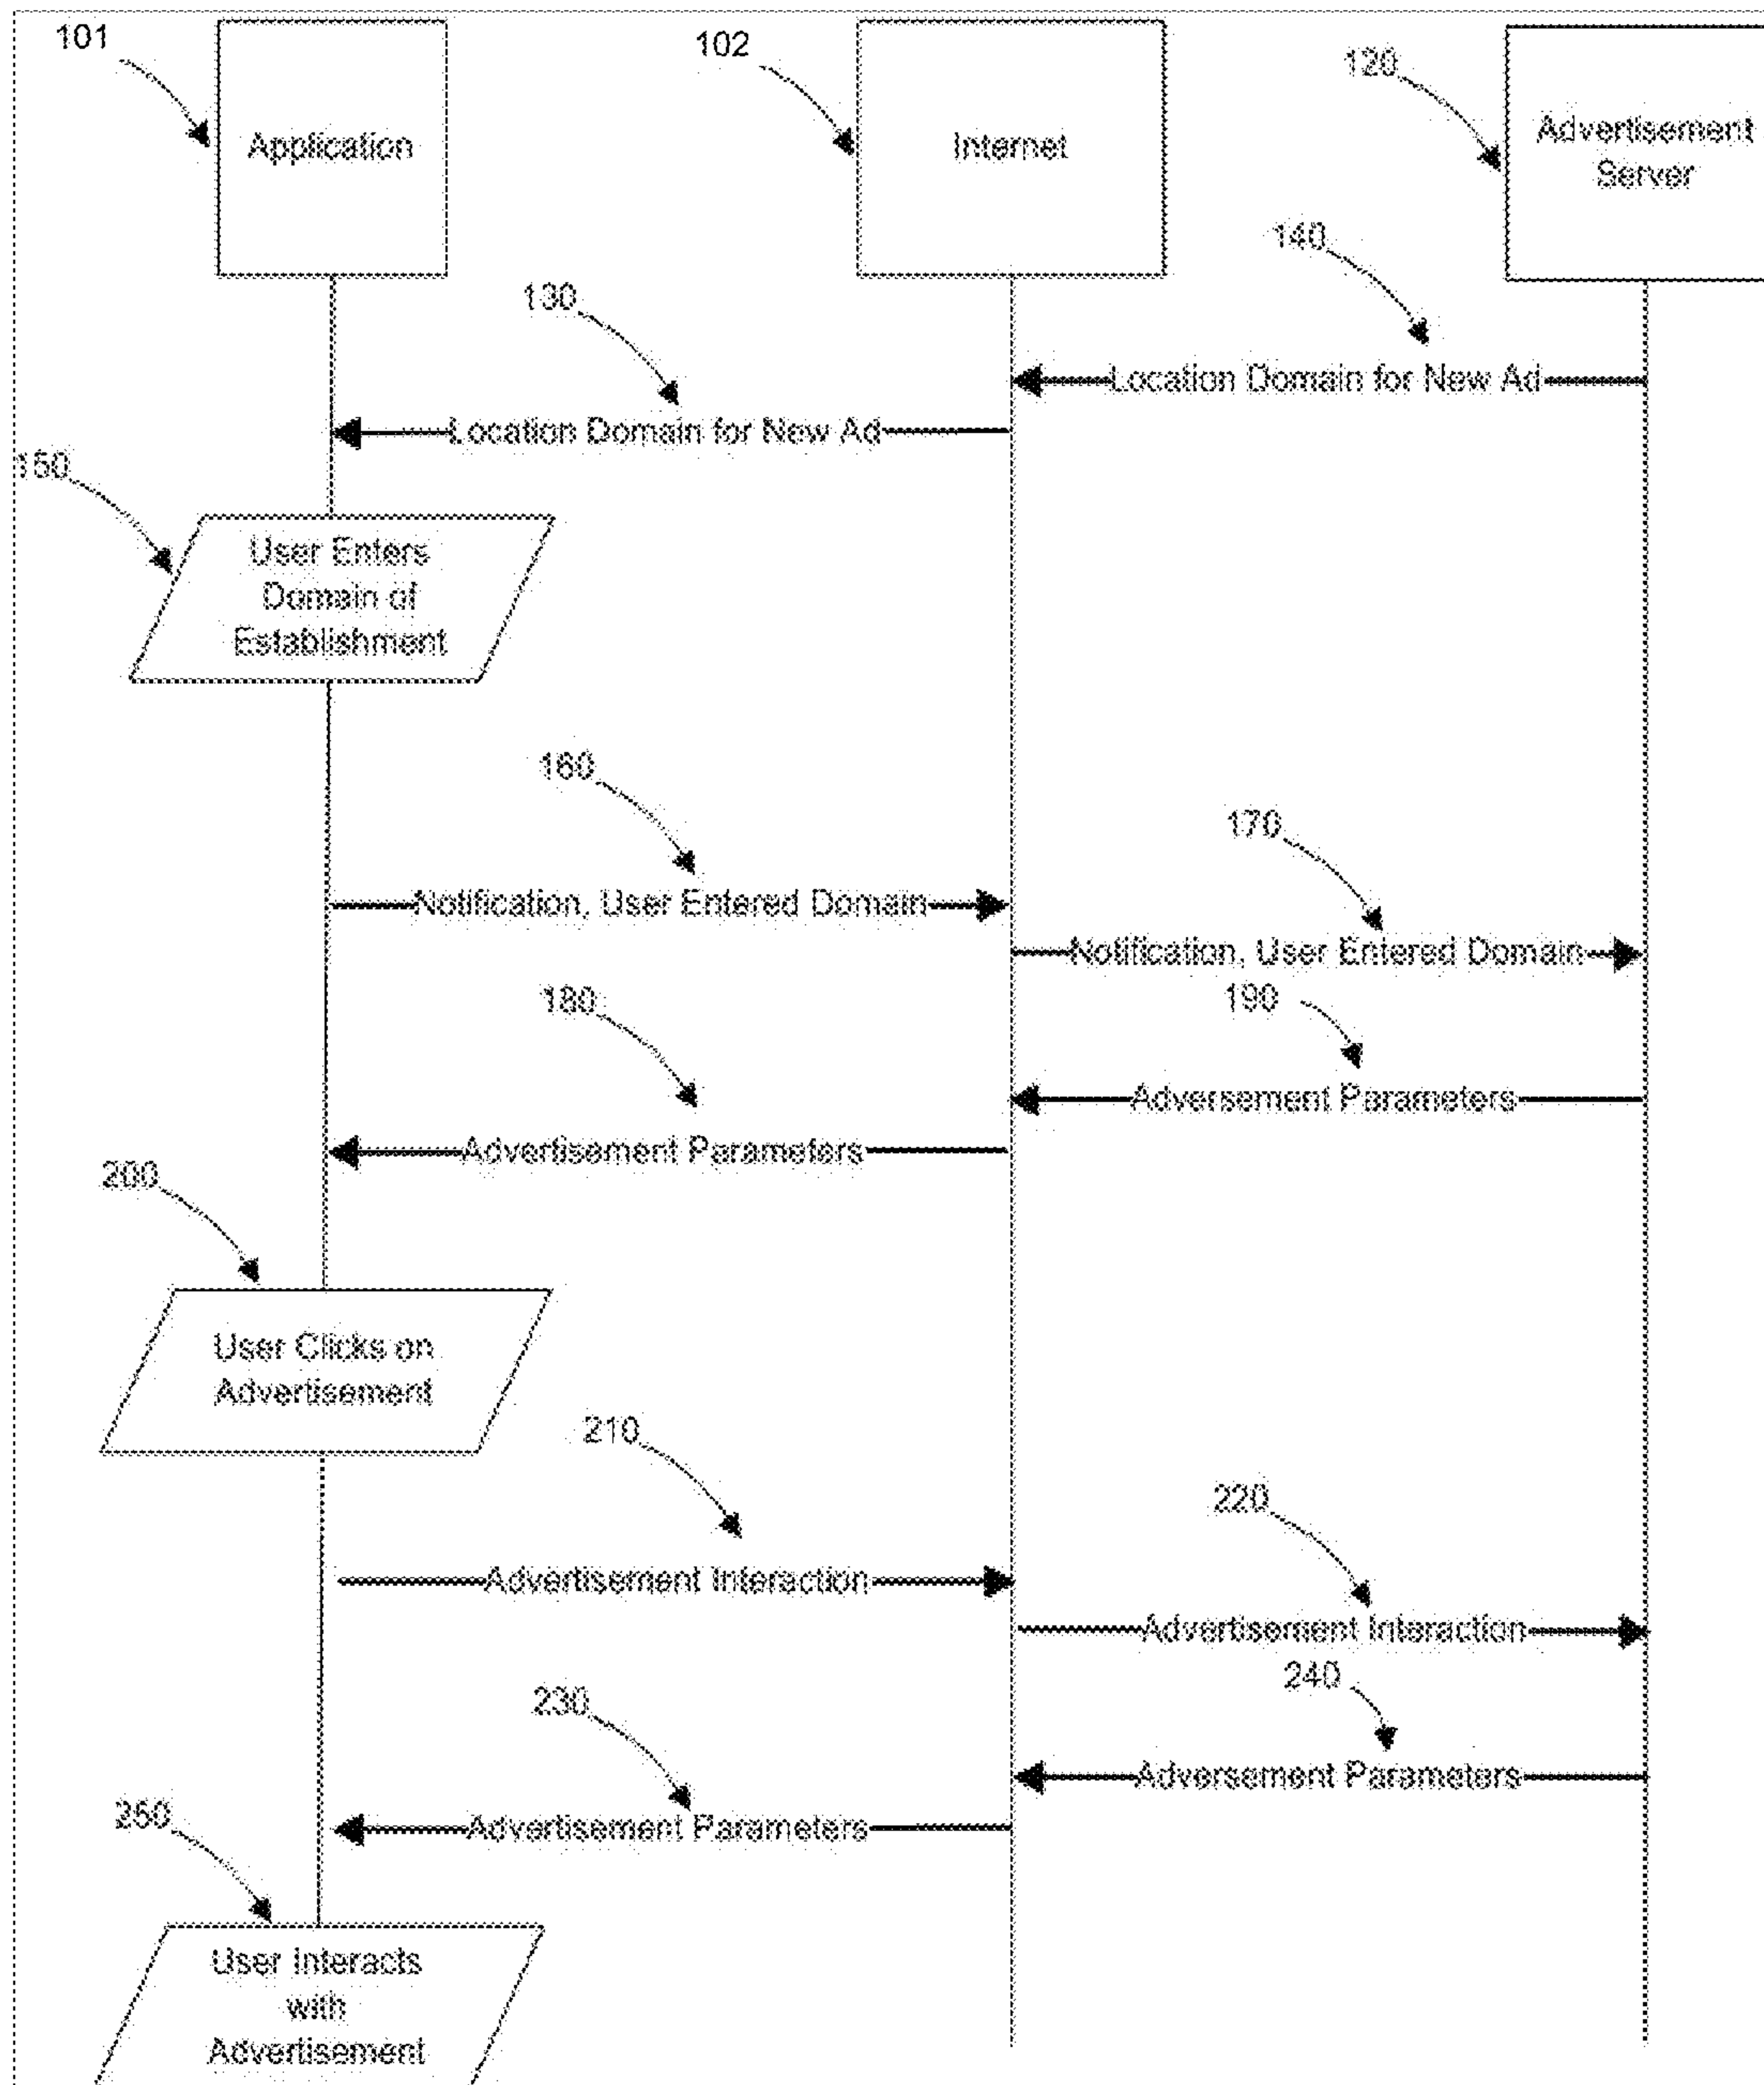 101
102
120
Application
Internet
Advertisement
Server
140
130
Location Domain for New Ad
Location Domain for New Ad
150
User Enters
Domain of
Establishment
160
170
Notification, User Entered Domain
Notification, User Entered Domain
180
190
Adversement Parameters
Advertisement Parameters
200
User Clicks on
Advertisement
210
220
Advertisement Interaction
Advertisement Interaction
240
230
Adversement Parameters
Advertisement Parameters
250
User Interacts
with
Advertisement